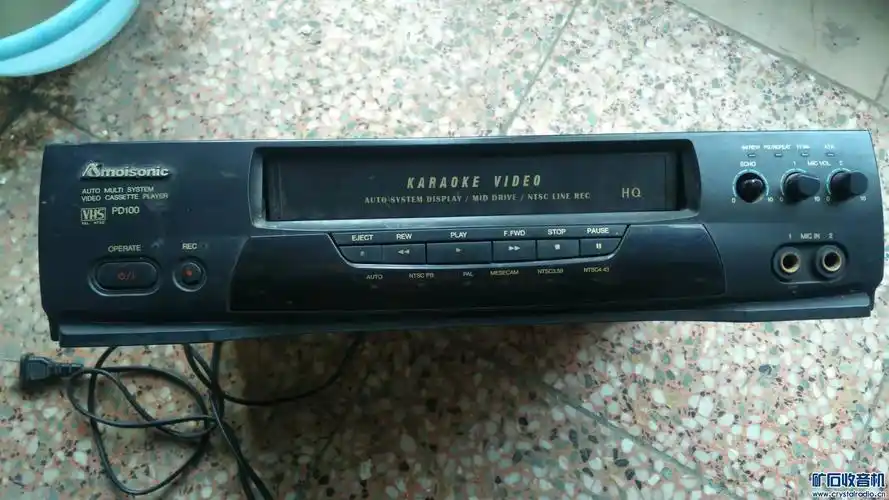 Amoisonic
AUTO MULTI SYSTEM
VIDEO CASSETTE PLAYER
VHS PD100
PAL NTSC
OPERATE
REC
KARAOKE VIDEO
AUTO-SYSTEM DISPLAY / MID DRIVE / NTSC LINE REC
HQ
EJECT REW PLAY F.FWD STOP PAUSE
AUTO NTSC PB PAL MESECAM NTSC3.58 NTSC4.43
ECHO 1 MIC VOL 2
0 10 0 10 0 10
1 MIC IN 2
矿石收音机
www.crystalradio.cn